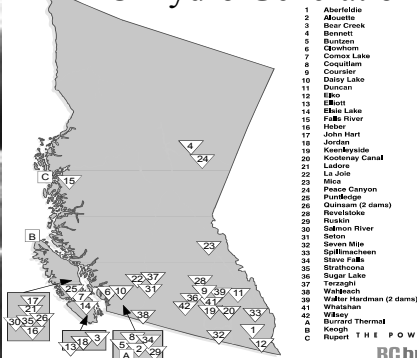 1 Aberfeldie
2 Alouette
3 Bear Creek
4 Bennett
5 Buntzen
6 Clowhom
7 Comox Lake
8 Coquitlam
9 Coursier
10 Daisy Lake
11 Duncan
12 Elko
13 Elliott
14 Elsie Lake
15 Falls River
16 Heber
17 John Hart
18 Jordan
19 Keenleyside
20 Kootenay Canal
21 Ladore
22 La Joie
23 Mica
24 Peace Canyon
25 Puntledge
26 Quinsam (2 dams)
28 Revelstoke
29 Ruskin
30 Salmon River
31 Seton
32 Seven Mile
33 Spillimacheen
34 Stave Falls
35 Strathcona
36 Sugar Lake
37 Terzaghi
38 Wahleach
39 Walter Hardman (2 dams)
41 Whatshan
42 Wilsey
A Burrard Thermal
B Keogh
C Rupert
THE POW
4
24
C
15
B
23
25
7
14
6
10
22
37
31
28
9
39
11
36
41
42
19
20
33
38
32
1
12
17
21
30
35
26
16
13
18
3
8
34
5
2
A
29